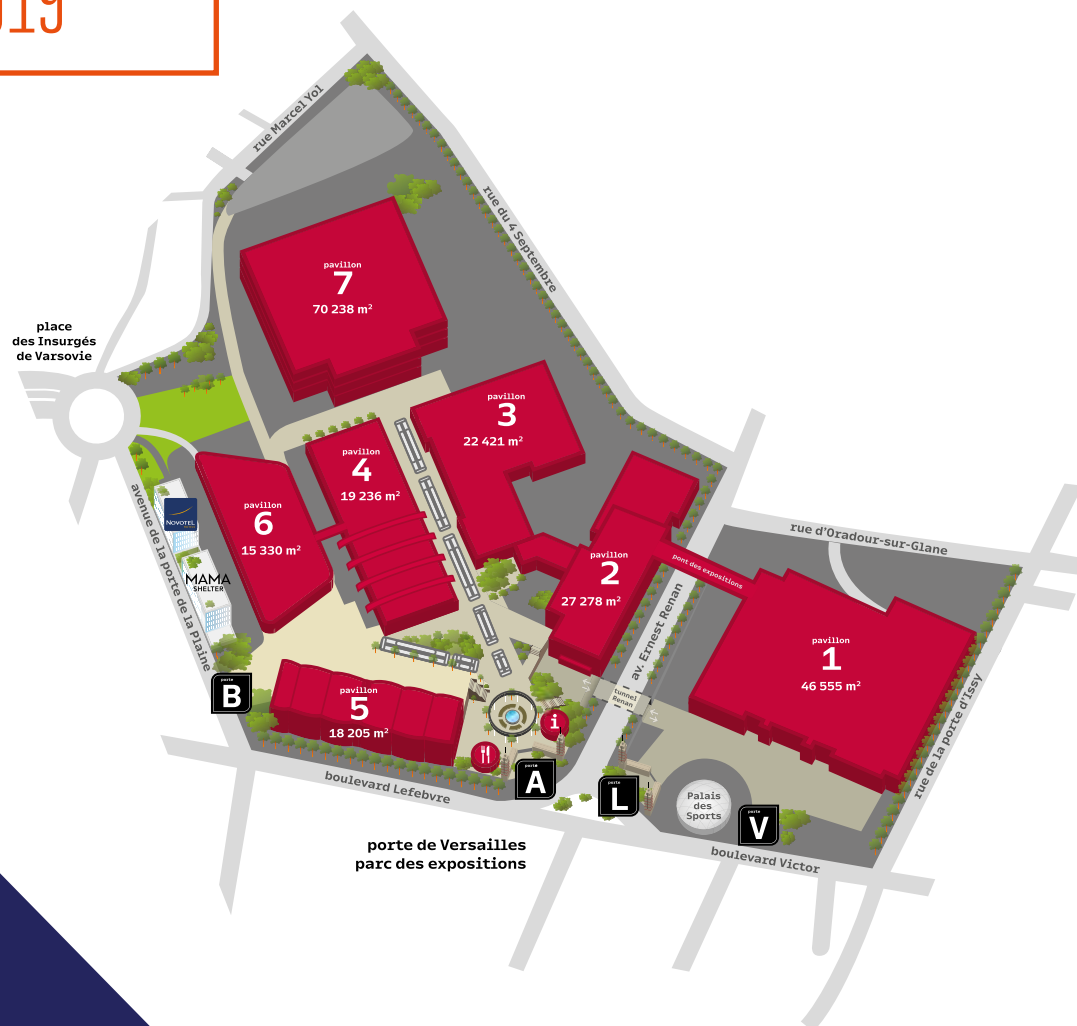 019
rue Marcel Yol
rue du 4 Septembre
pavillon
7
70 238 m²
place
des Insurgés
de Varsovie
pavillon
3
22 421 m²
pavillon
4
19 236 m²
pavillon
6
15 330 m²
NOVOTEL
MAMA
SHELTER
avenue de la porte de la Plaine
pavillon
2
27 278 m²
pont des expositions
rue d'Oradour-sur-Glane
av. Ernest Renan
pavillon
1
46 555 m²
rue de la porte d'Issy
porte
B
pavillon
5
18 205 m²
tunnel
Renan
i
porte
A
porte
L
Palais
des
Sports
porte
V
boulevard Lefebvre
boulevard Victor
porte de Versailles
parc des expositions